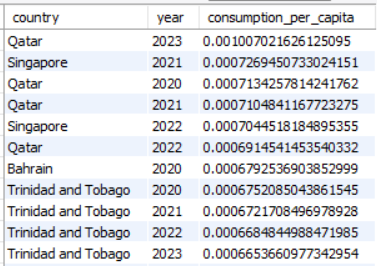 country year consumption_per_capita
Qatar 2023 0.001007021626125095
Singapore 2021 0.0007269450733024151
Qatar 2020 0.0007134257814241762
Qatar 2021 0.0007104841167723275
Singapore 2022 0.0007044518184895355
Qatar 2022 0.0006914541453540332
Bahrain 2020 0.0006792536903852999
Trinidad and Tobago 2020 0.0006752085043861545
Trinidad and Tobago 2021 0.0006721708496978928
Trinidad and Tobago 2022 0.0006684844988471985
Trinidad and Tobago 2023 0.0006653660977342954